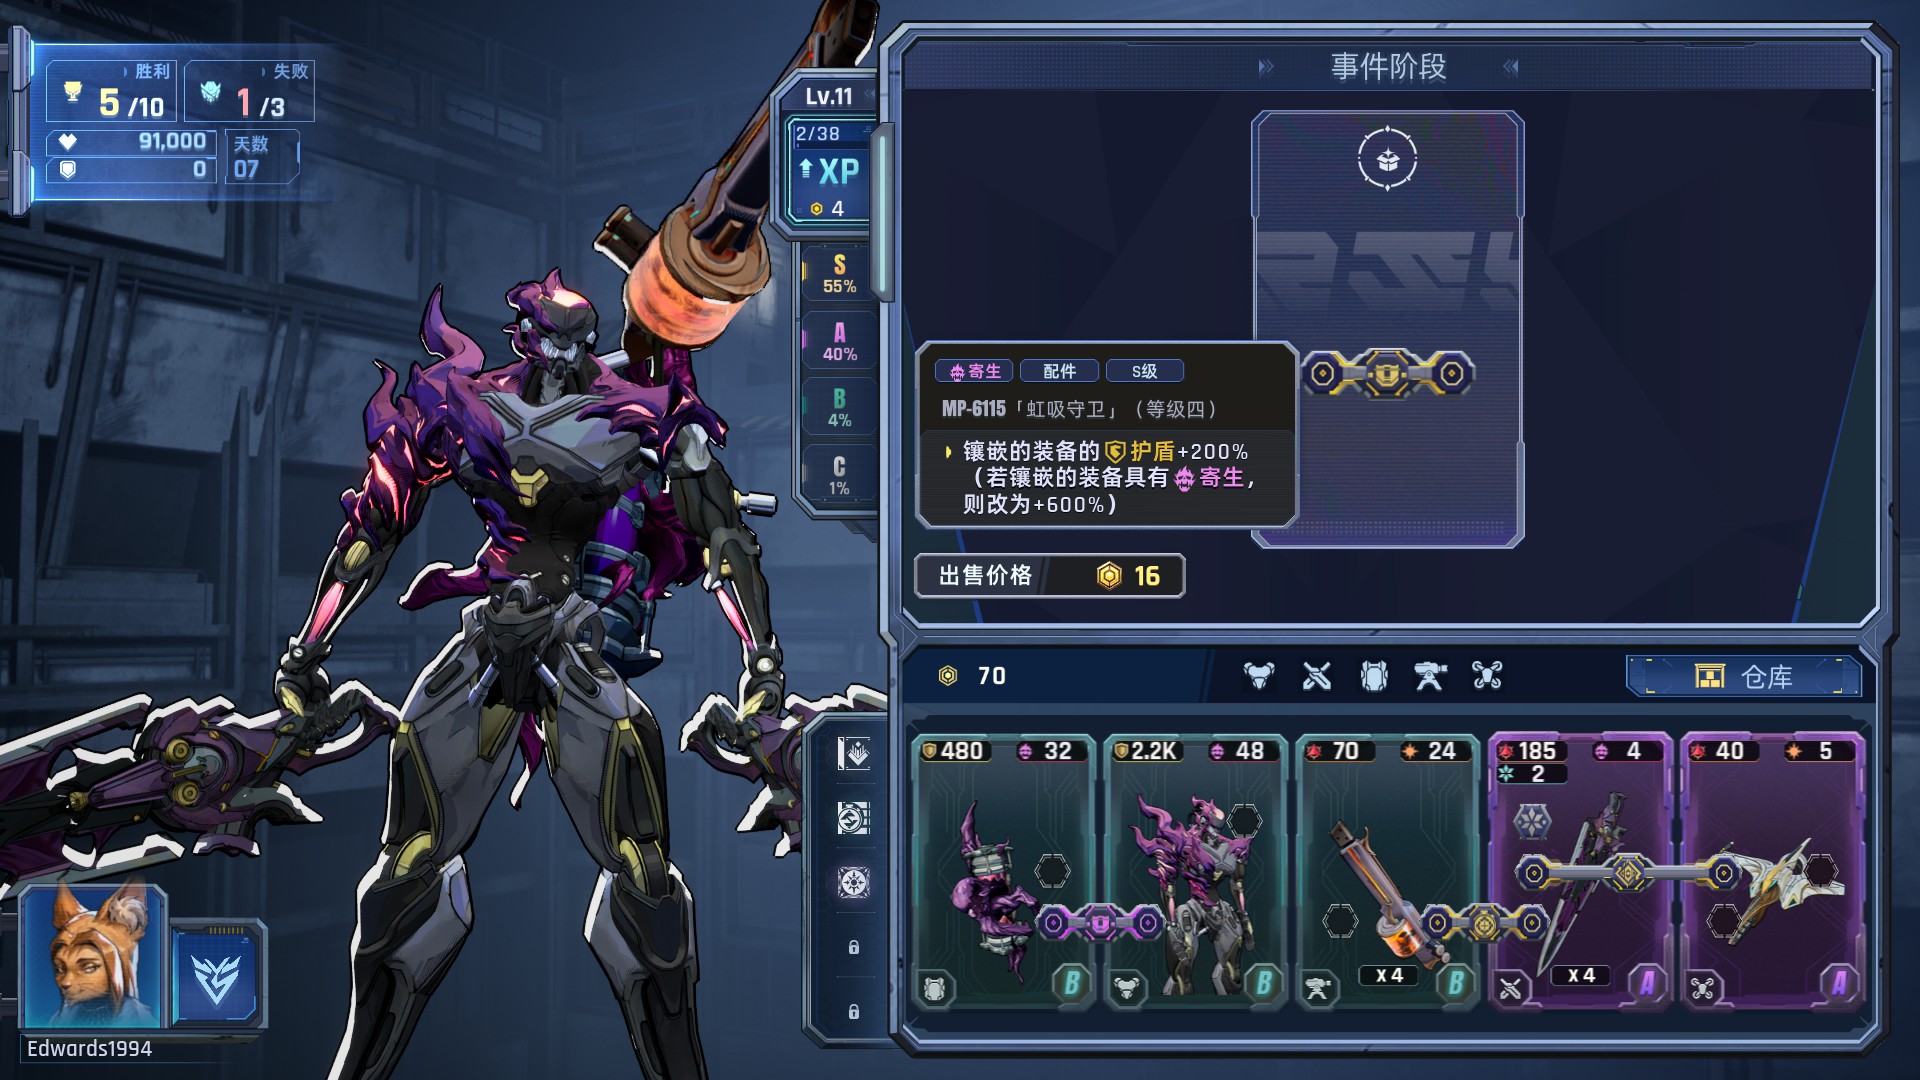 胜利
5/10
失败
1/3
91,000
0
天数
07
Lv.11
2/38
XP
4
S
55%
A
40%
B
4%
C
1%
事件阶段
寄生
配件
S级
MP-6115「虹吸守卫」（等级四）
镶嵌的装备的护盾+200%
（若镶嵌的装备具有寄生，
则改为+600%）
出售价格
16
70
仓库
480
32
2.2K
48
70
24
185
4
2
40
5
B
B
x4
B
x4
A
A
Edwards1994